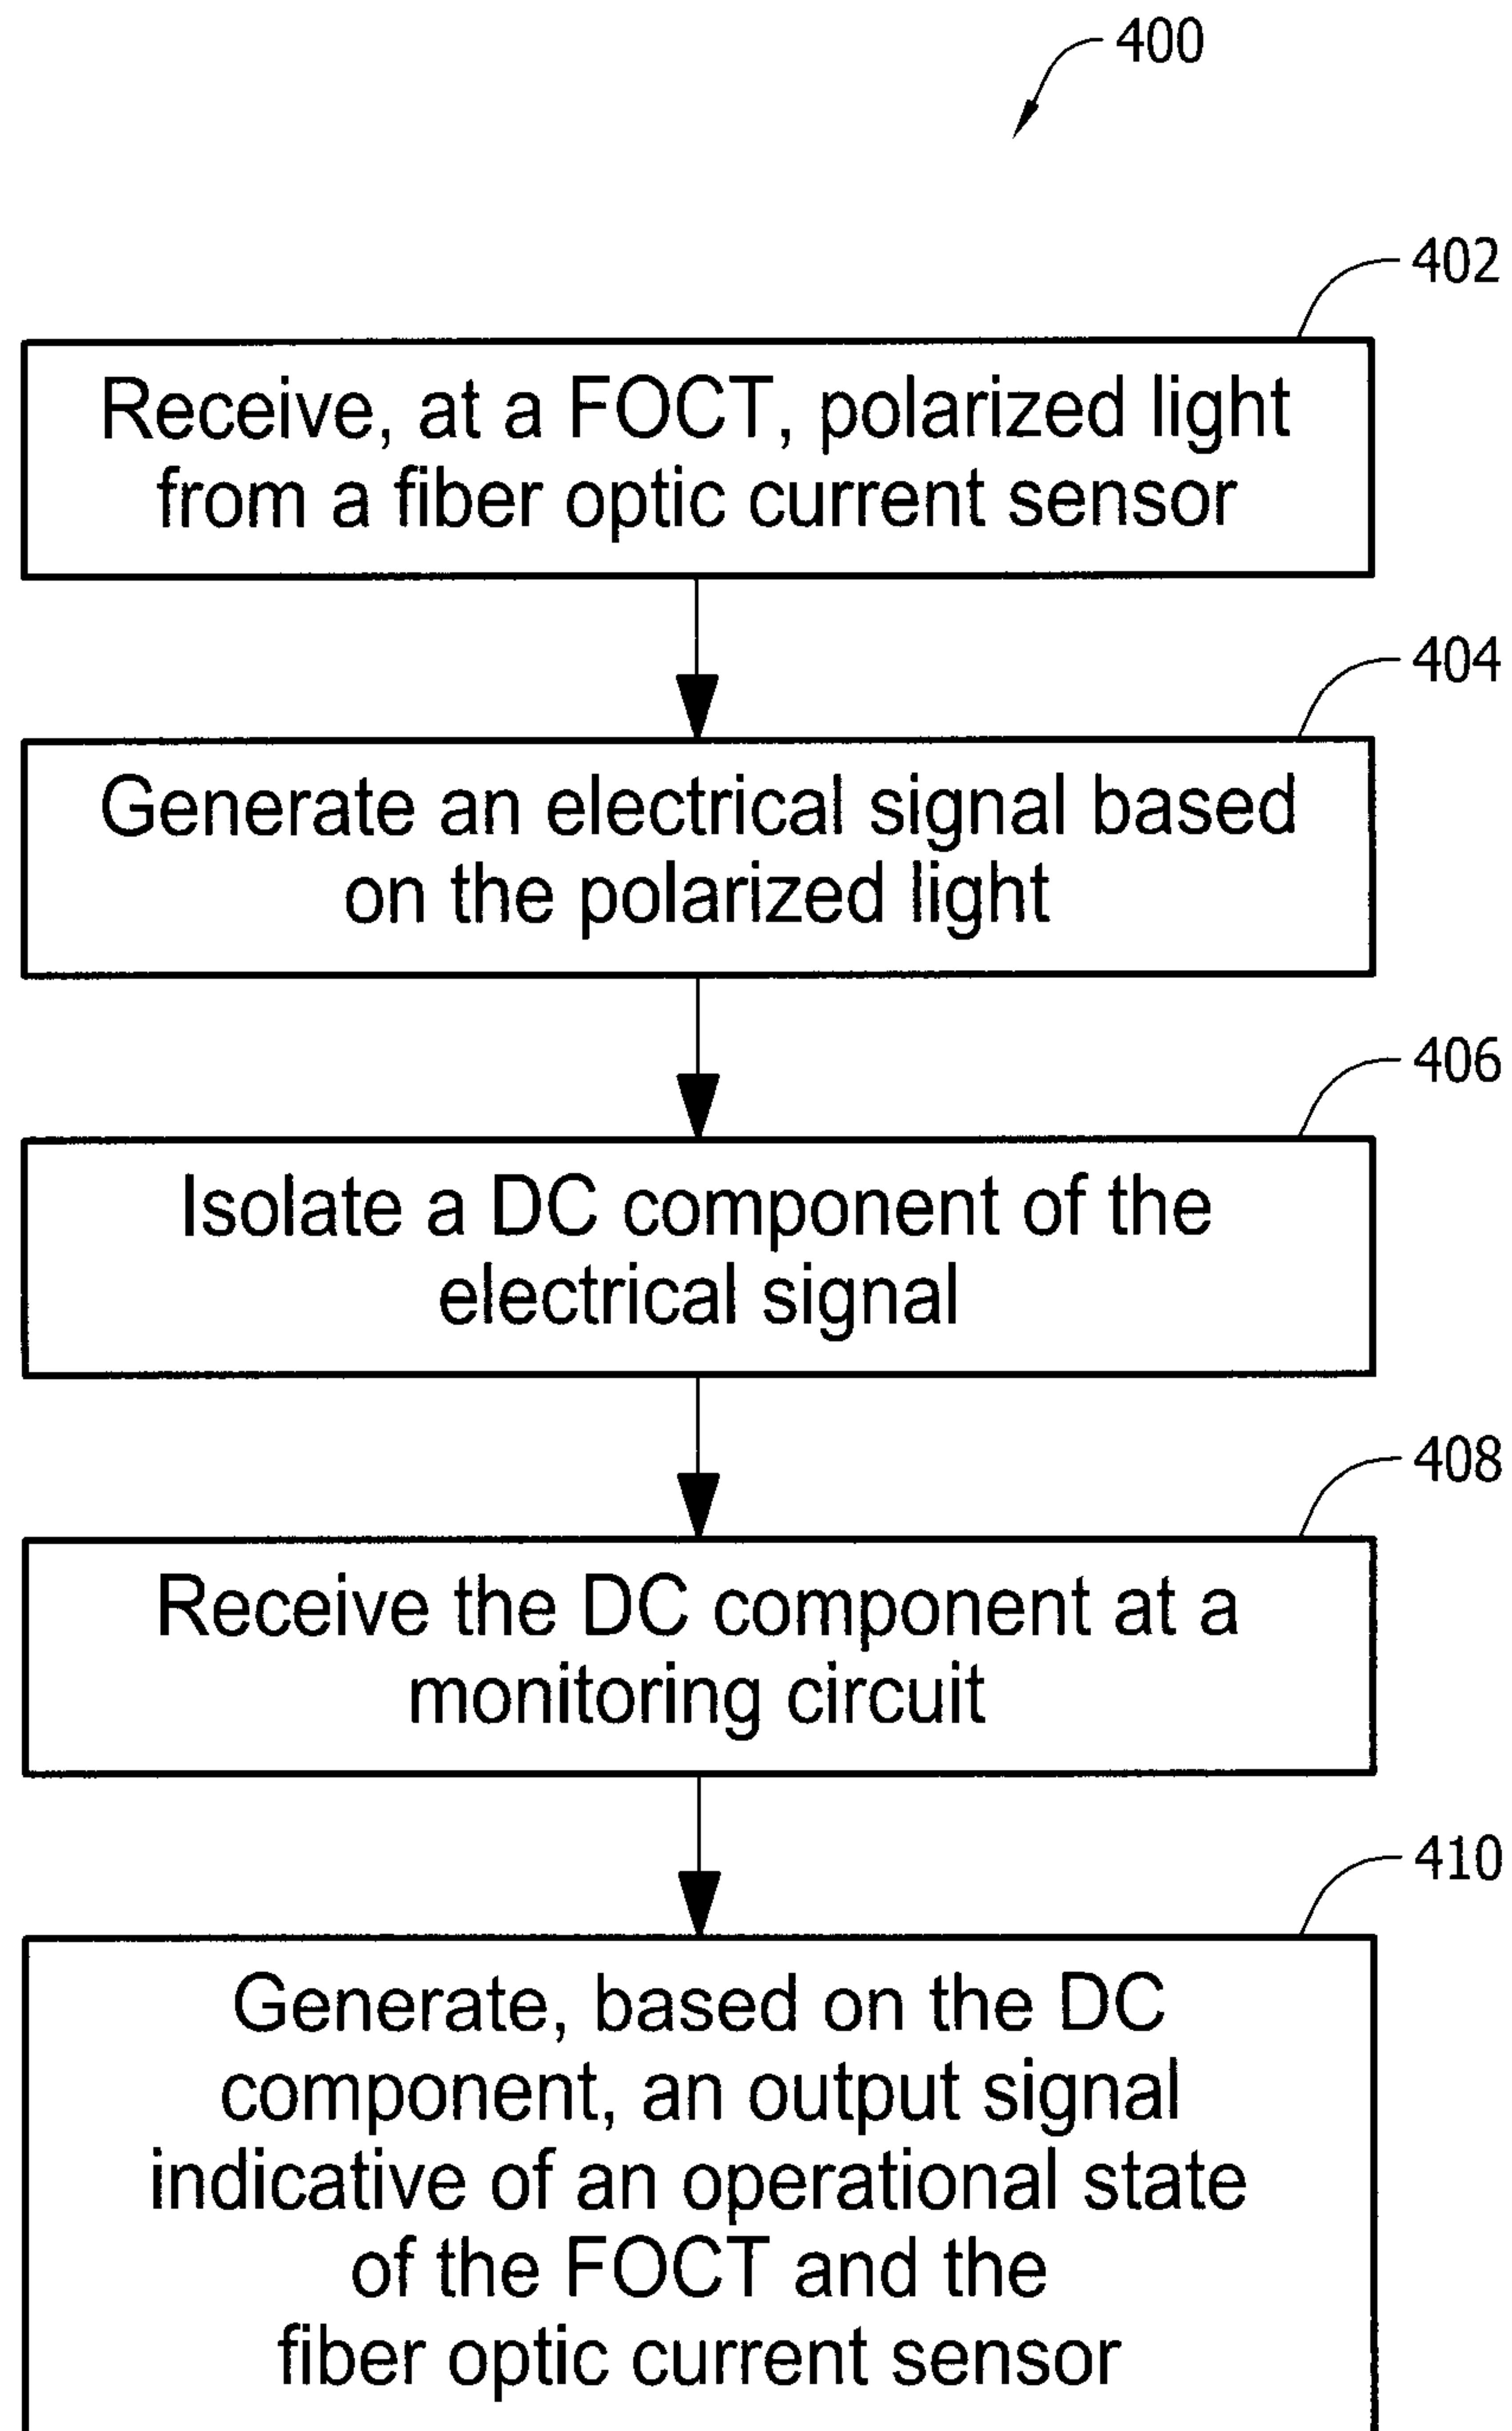 400
402
Receive, at a FOCT, polarized light
from a fiber optic current sensor
404
Generate an electrical signal based
on the polarized light
406
Isolate a DC component of the
electrical signal
408
Receive the DC component at a
monitoring circuit
410
Generate, based on the DC
component, an output signal
indicative of an operational state
of the FOCT and the
fiber optic current sensor